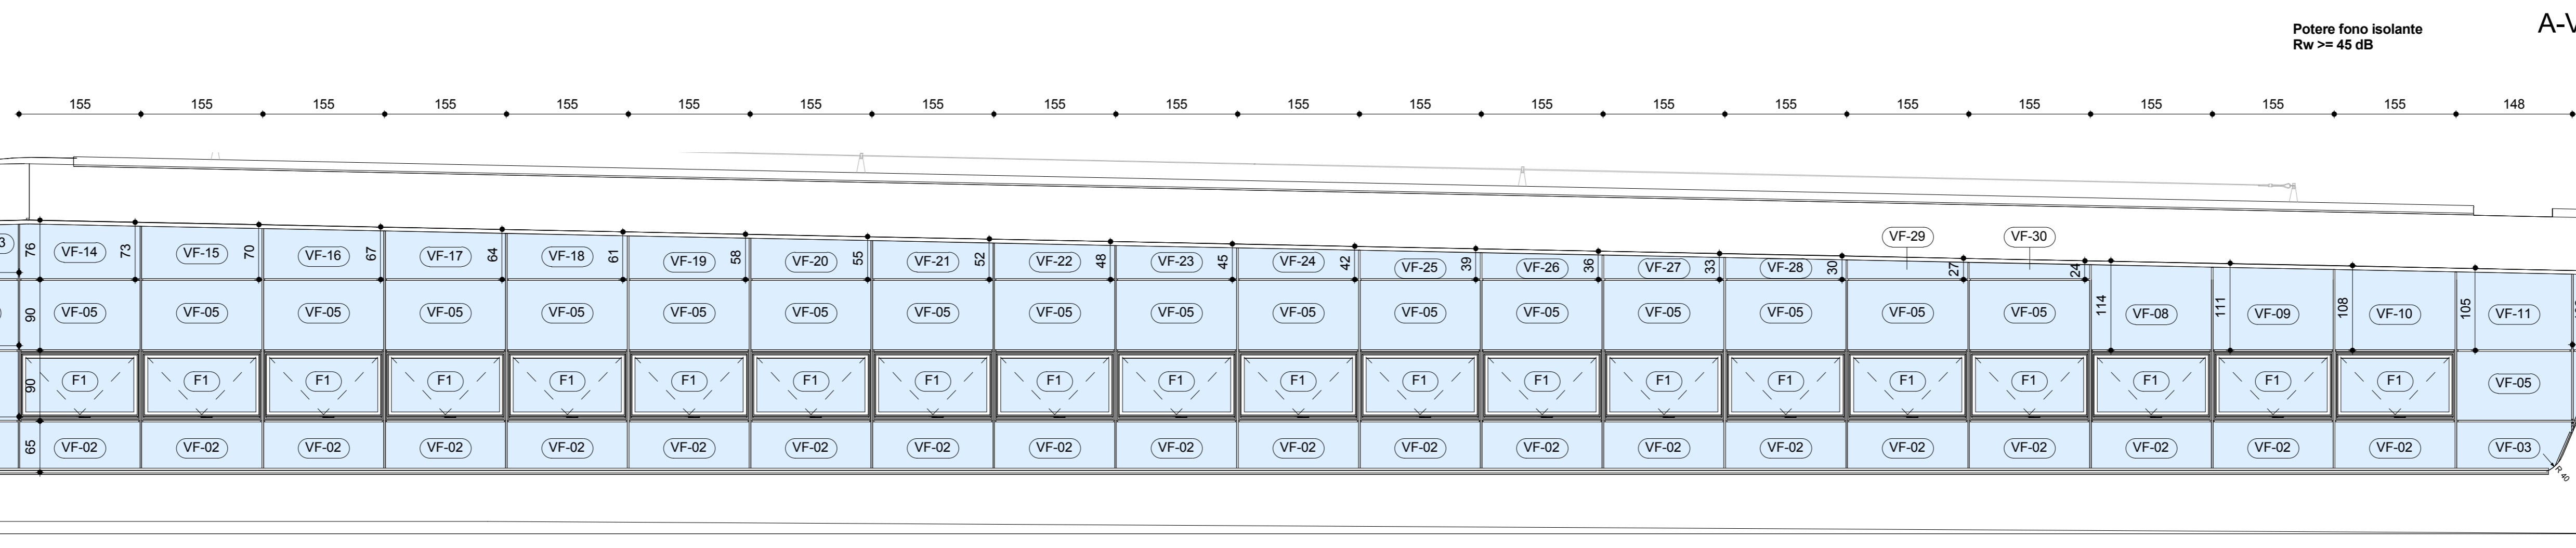 A-V
Potere fono isolante
Rw >= 45 dB
155 155 155 155 155 155 155 155 155 155 155 155 155 155 155 155 155 155 155 155 148
VF-29 VF-30
3 76 VF-14 73 VF-15 70 VF-16 67 VF-17 64 VF-18 61 VF-19 58 VF-20 55 VF-21 52 VF-22 48 VF-23 45 VF-24 42 VF-25 39 VF-26 36 VF-27 33 VF-28 30 27 24
90 VF-05 VF-05 VF-05 VF-05 VF-05 VF-05 VF-05 VF-05 VF-05 VF-05 VF-05 VF-05 VF-05 VF-05 VF-05 VF-05 VF-05 114 VF-08 111 VF-09 108 VF-10 105 VF-11
90 F1 F1 F1 F1 F1 F1 F1 F1 F1 F1 F1 F1 F1 F1 F1 F1 F1 F1 F1 F1 VF-05
65 VF-02 VF-02 VF-02 VF-02 VF-02 VF-02 VF-02 VF-02 VF-02 VF-02 VF-02 VF-02 VF-02 VF-02 VF-02 VF-02 VF-02 VF-02 VF-02 VF-02 VF-03
R 40